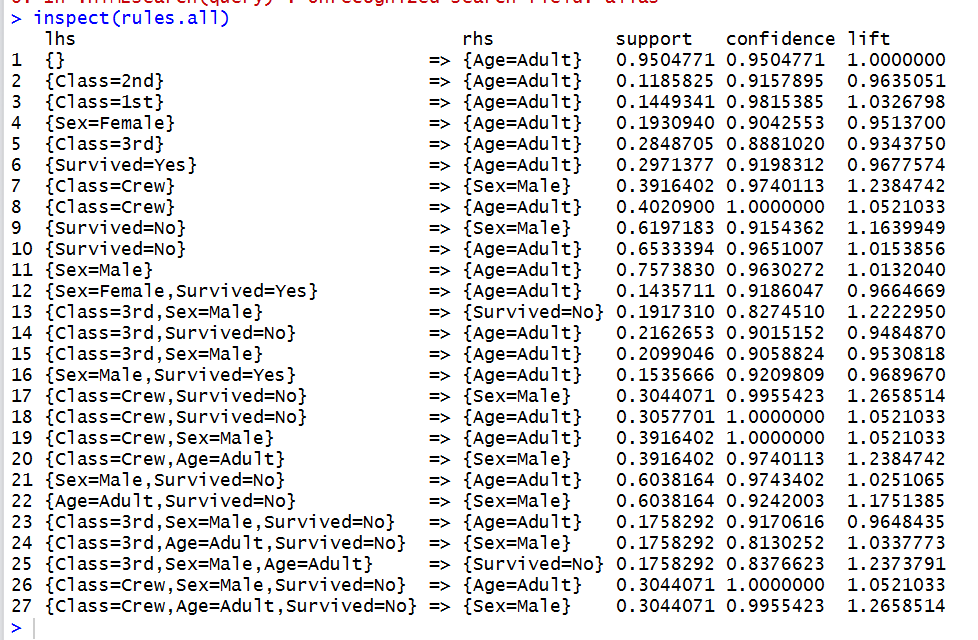 > inspect(rules.all)
lhs rhs support confidence lift
1 {} => {Age=Adult} 0.9504771 0.9504771 1.0000000
2 {Class=2nd} => {Age=Adult} 0.1185825 0.9157895 0.9635051
3 {Class=1st} => {Age=Adult} 0.1449341 0.9815385 1.0326798
4 {Sex=Female} => {Age=Adult} 0.1930940 0.9042553 0.9513700
5 {Class=3rd} => {Age=Adult} 0.2848705 0.8881020 0.9343750
6 {Survived=Yes} => {Age=Adult} 0.2971377 0.9198312 0.9677574
7 {Class=Crew} => {Sex=Male} 0.3916402 0.9740113 1.2384742
8 {Class=Crew} => {Age=Adult} 0.4020900 1.0000000 1.0521033
9 {Survived=No} => {Sex=Male} 0.6197183 0.9154362 1.1639949
10 {Survived=No} => {Age=Adult} 0.6533394 0.9651007 1.0153856
11 {Sex=Male} => {Age=Adult} 0.7573830 0.9630272 1.0132040
12 {Sex=Female,Survived=Yes} => {Age=Adult} 0.1435711 0.9186047 0.9664669
13 {Class=3rd,Sex=Male} => {Survived=No} 0.1917310 0.8274510 1.2222950
14 {Class=3rd,Survived=No} => {Age=Adult} 0.2162653 0.9015152 0.9484870
15 {Class=3rd,Sex=Male} => {Age=Adult} 0.2099046 0.9058824 0.9530818
16 {Sex=Male,Survived=Yes} => {Age=Adult} 0.1535666 0.9209809 0.9689670
17 {Class=Crew,Survived=No} => {Sex=Male} 0.3044071 0.9955423 1.2658514
18 {Class=Crew,Survived=No} => {Age=Adult} 0.3057701 1.0000000 1.0521033
19 {Class=Crew,Sex=Male} => {Age=Adult} 0.3916402 1.0000000 1.0521033
20 {Class=Crew,Age=Adult} => {Sex=Male} 0.3916402 0.9740113 1.2384742
21 {Sex=Male,Survived=No} => {Age=Adult} 0.6038164 0.9743402 1.0251065
22 {Age=Adult,Survived=No} => {Sex=Male} 0.6038164 0.9242003 1.1751385
23 {Class=3rd,Sex=Male,Survived=No} => {Age=Adult} 0.1758292 0.9170616 0.9648435
24 {Class=3rd,Age=Adult,Survived=No} => {Sex=Male} 0.1758292 0.8130252 1.0337773
25 {Class=3rd,Sex=Male,Age=Adult} => {Survived=No} 0.1758292 0.8376623 1.2373791
26 {Class=Crew,Sex=Male,Survived=No} => {Age=Adult} 0.3044071 1.0000000 1.0521033
27 {Class=Crew,Age=Adult,Survived=No} => {Sex=Male} 0.3044071 0.9955423 1.2658514
>